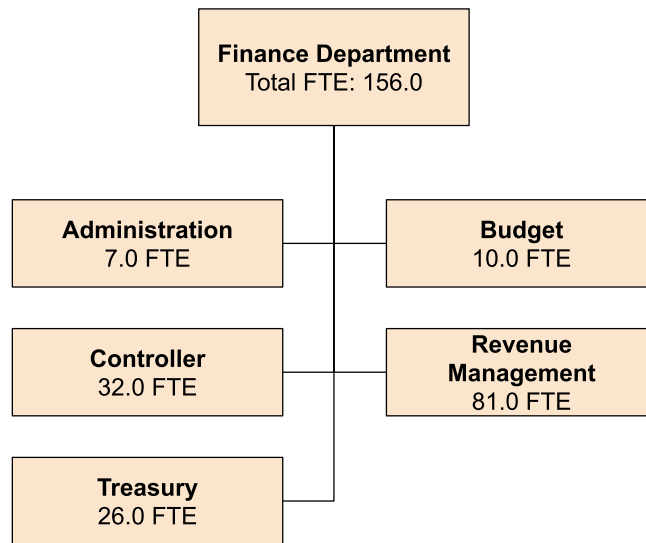 Finance Department
Total FTE: 156.0
Administration
7.0 FTE
Budget
10.0 FTE
Controller
32.0 FTE
Revenue
Management
81.0 FTE
Treasury
26.0 FTE